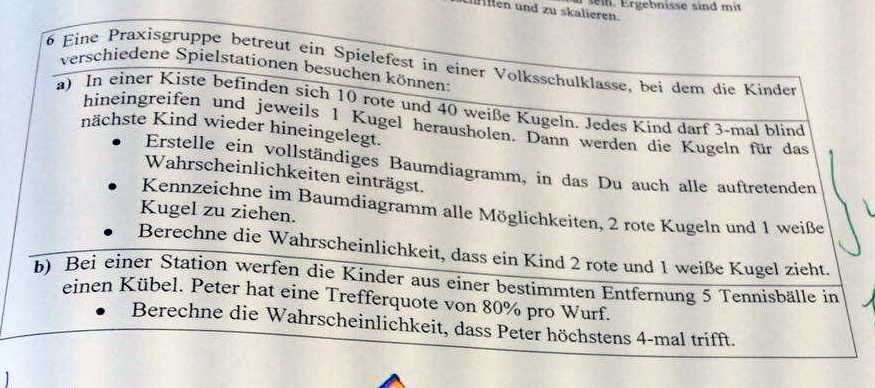 und zu skalieren. Ergebnisse sind mit
6 Eine Praxisgruppe betreut ein Spielefest in einer Volksschulklasse, bei dem die Kinder
verschiedene Spielstationen besuchen können:
a) In einer Kiste befinden sich 10 rote und 40 weiße Kugeln. Jedes Kind darf 3-mal blind
hineingreifen und jeweils 1 Kugel herausholen. Dann werden die Kugeln für das
nächste Kind wieder hineingelegt.
• Erstelle ein vollständiges Baumdiagramm, in das Du auch alle auftretenden
Wahrscheinlichkeiten einträgst.
• Kennzeichne im Baumdiagramm alle Möglichkeiten, 2 rote Kugeln und 1 weiße
Kugel zu ziehen.
• Berechne die Wahrscheinlichkeit, dass ein Kind 2 rote und 1 weiße Kugel zieht.
b) Bei einer Station werfen die Kinder aus einer bestimmten Entfernung 5 Tennisbälle in
einen Kübel. Peter hat eine Trefferquote von 80% pro Wurf.
• Berechne die Wahrscheinlichkeit, dass Peter höchstens 4-mal trifft.